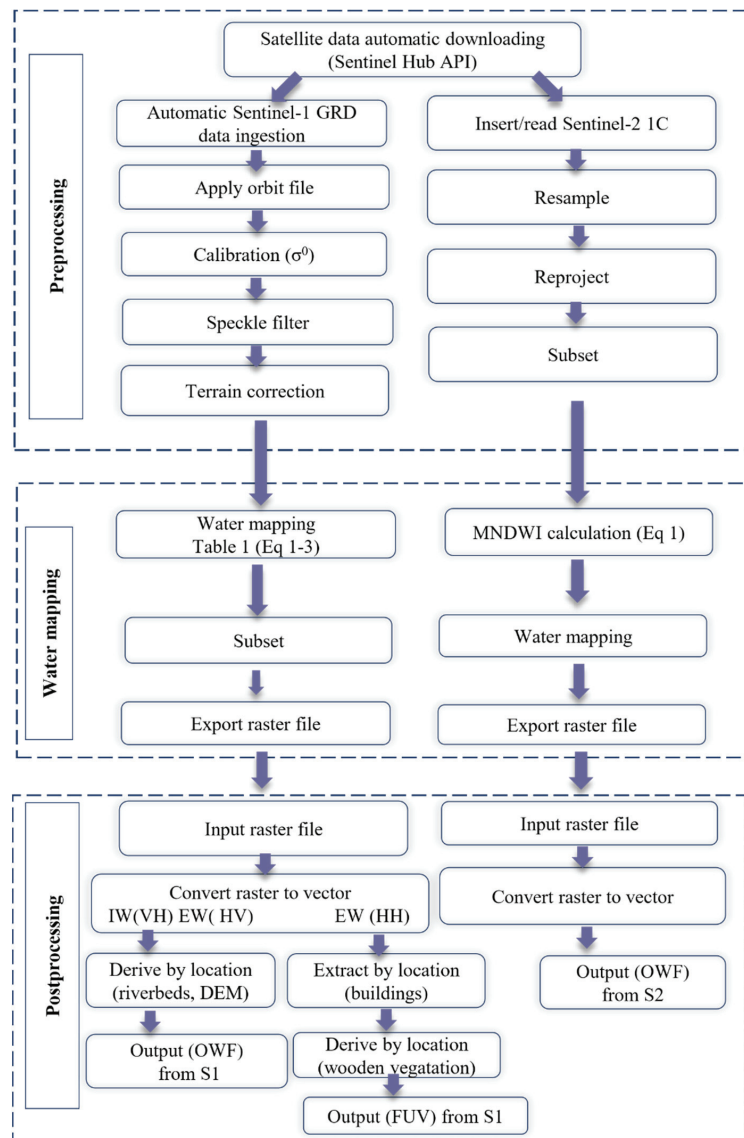 Preprocessing
Satellite data automatic downloading
(Sentinel Hub API)
Automatic Sentinel-1 GRD
data ingestion
Apply orbit file
Calibration (σ⁰)
Speckle filter
Terrain correction
Insert/read Sentinel-2 1C
Resample
Reproject
Subset
Water mapping
Water mapping
Table 1 (Eq 1-3)
Subset
Export raster file
MNDWI calculation (Eq 1)
Water mapping
Export raster file
Postprocessing
Input raster file
Convert raster to vector
IW(VH) EW( HV) EW (HH)
Derive by location
(riverbeds, DEM)
Output (OWF)
from S1
Extract by location
(buildings)
Derive by location
(wooden vegatation)
Output (FUV) from S1
Input raster file
Convert raster to vector
Output (OWF)
from S2